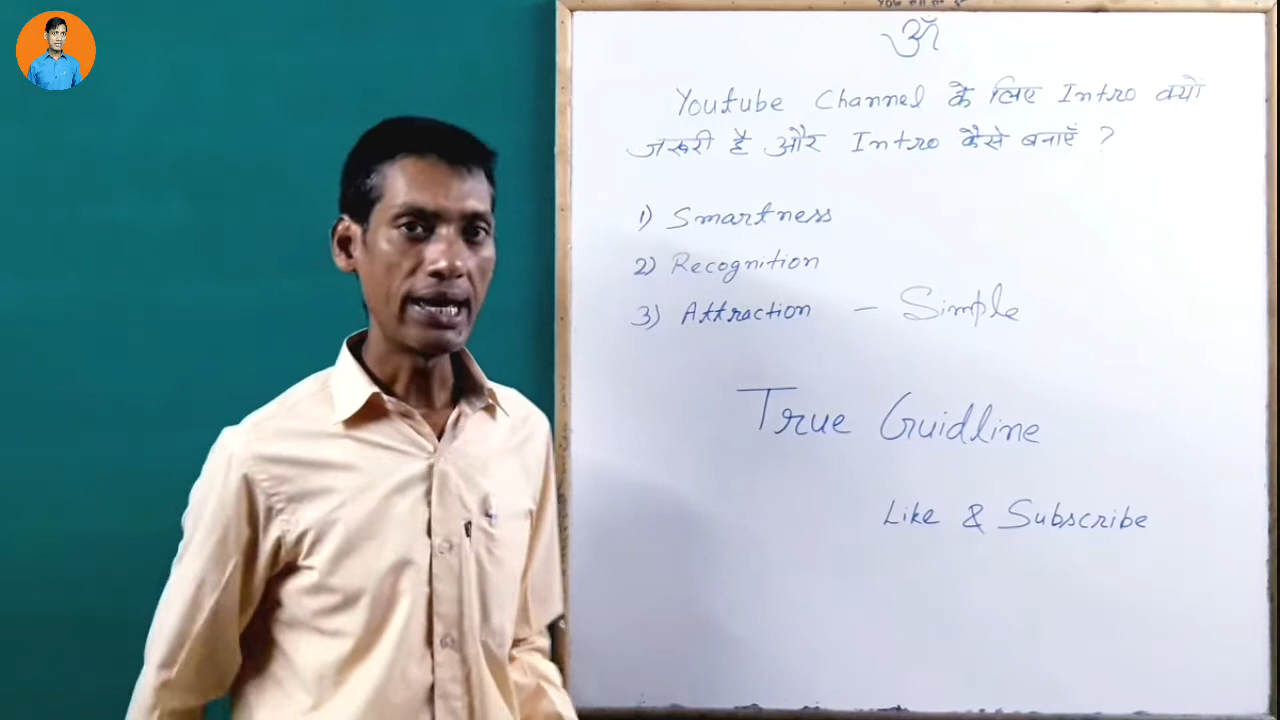 ॐ
Youtube Channel के लिए Intro क्यों
जरूरी है और Intro कैसे बनाएँ ?
1) Smartness
2) Recognition
3) Attraction — Simple
True Guidline
Like & Subscribe